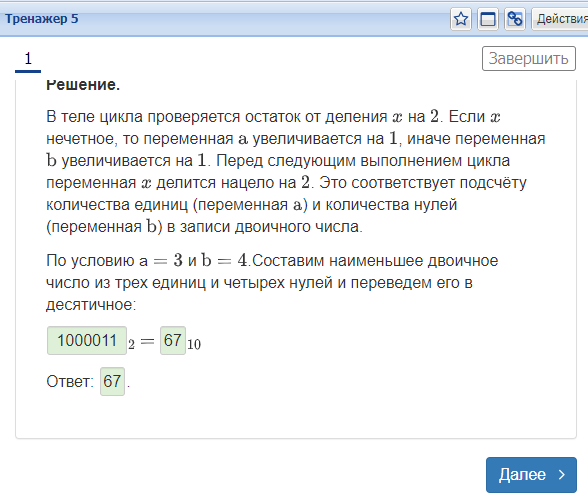 Тренажер 5
Действия
1
Завершить
Решение.
В теле цикла проверяется остаток от деления x на 2. Если x
нечетное, то переменная a увеличивается на 1, иначе переменная
b увеличивается на 1. Перед следующим выполнением цикла
переменная x делится нацело на 2. Это соответствует подсчёту
количества единиц (переменная a) и количества нулей
(переменная b) в записи двоичного числа.
По условию a = 3 и b = 4.Составим наименьшее двоичное
число из трех единиц и четырех нулей и переведем его в
десятичное:
1000011 2 = 67 10
Ответ: 67 .
Далее